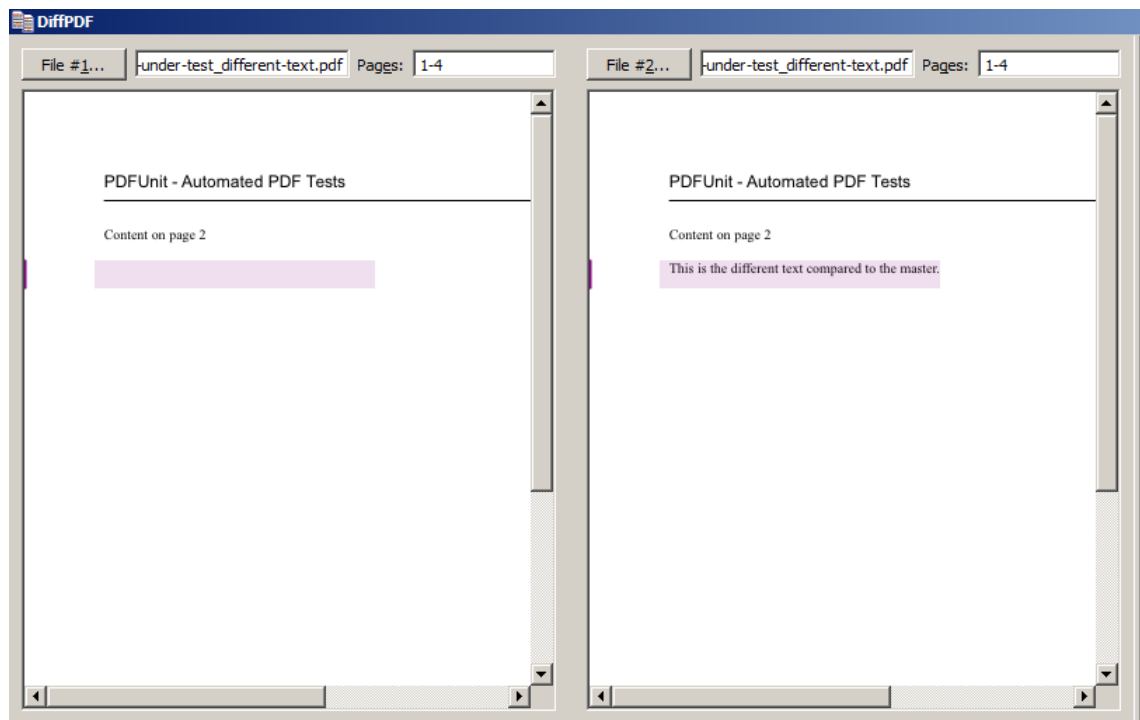 DiffPDF
File #1... -under-test_different-text.pdf Pages: 1-4
File #2... -under-test_different-text.pdf Pages: 1-4
PDFUnit - Automated PDF Tests
Content on page 2
PDFUnit - Automated PDF Tests
Content on page 2
This is the different text compared to the master.